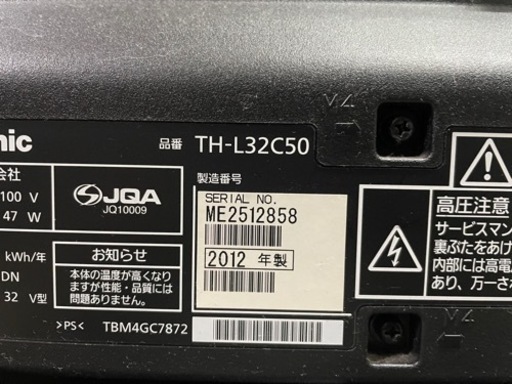 nic 品番 TH-L32C50
会社
100 V
47 W
JQA
JQ10009
製造番号
SERIAL NO.
ME2512858
2012 年製
kWh/年
DN
32 V型
お知らせ
本体の温度が高くなり
ますが性能・品質には
問題ありません。
>PS<
TBM4GC7872
高圧注意
サービスマン
裏ぶたをあけ
内部には高電
あり、万一さわ